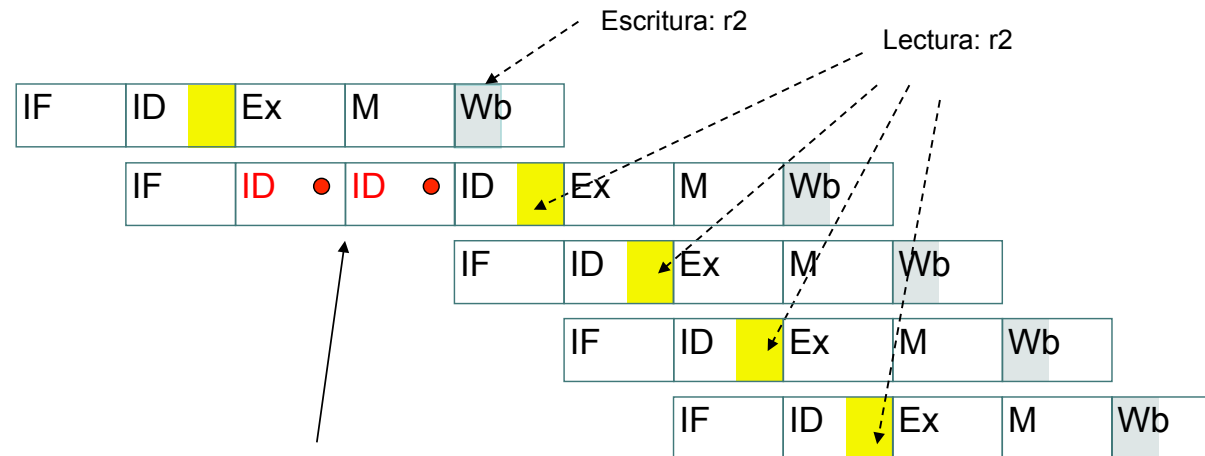 Escritura: r2
Lectura: r2
IF ID Ex M Wb
IF ID ID ID Ex M Wb
IF ID Ex M Wb
IF ID Ex M Wb
IF ID Ex M Wb